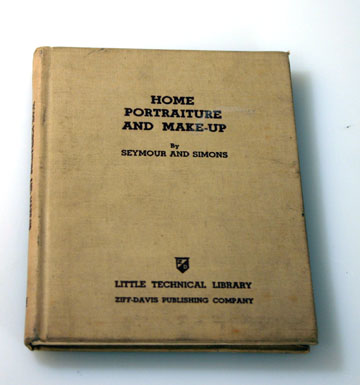 HOME
PORTRAITURE
AND MAKE-UP
By
SEYMOUR AND SIMONS
LITTLE TECHNICAL LIBRARY
ZIFF-DAVIS PUBLISHING COMPANY